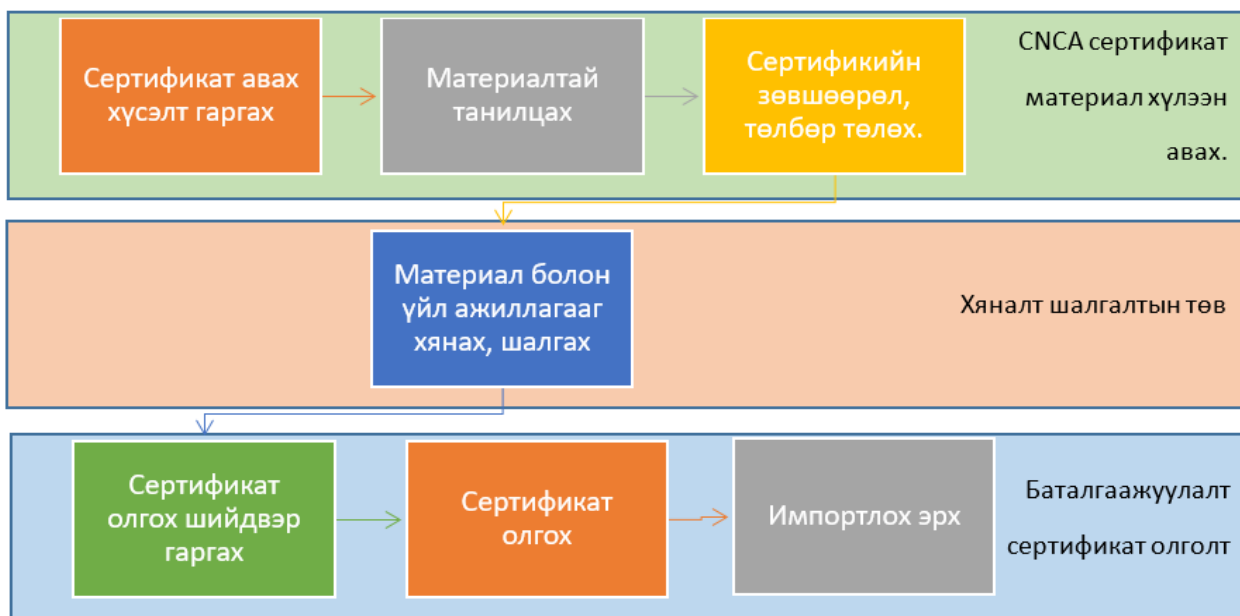 Сертификат авах
хүсэлт гаргах
Материалтай
танилцах
Сертификийн
зөвшөөрөл,
төлбөр төлөх.
CNCA сертификат
материал хүлээн
авах.
Материал болон
үйл ажиллагааг
хянах, шалгах
Хяналт шалгалтын төв
Сертификат
олгох шийдвэр
гаргах
Сертификат
олгох
Импортлох эрх
Баталгаажуулалт
сертификат олголт